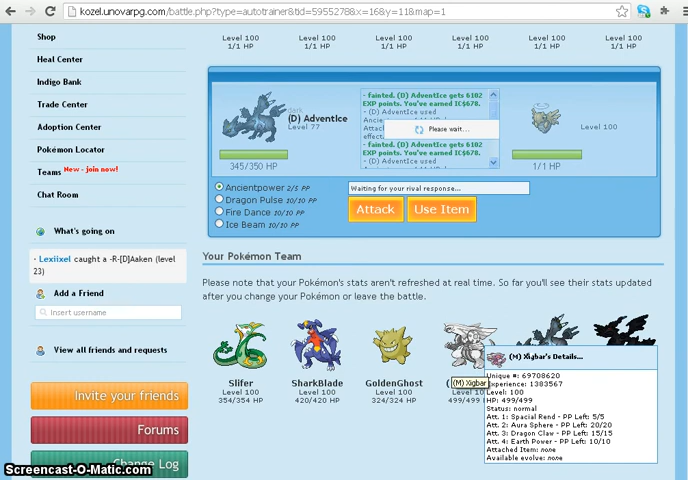 kozel.unovarpg.com/battle.php?type=autotrainer&tid=5955278&x=16&y=11&map=1
Shop
Heal Center
Indigo Bank
Trade Center
Adoption Center
Pokémon Locator
Teams New - join now!
Chat Room
What's going on
· Lexiixel caught a -R-[D]Aaken (level
23)
Add a Friend
Insert username
View all friends and requests
Invite your friends
Forums
Change Log
Level 100 Level 100 Level 100 Level 100 Level 100 Level 100
1/1 HP 1/1 HP 1/1 HP 1/1 HP 1/1 HP 1/1 HP
dark
(D) AdventIce
Level 77
345/350 HP
- fainted. (D) AdventIce gets 6102
EXP points. You've earned IC$678.
- (D) AdventIce used
Please wait...
effect.
- fainted. (D) AdventIce gets 6102
EXP points. You've earned IC$678.
- (D) AdventIce used
Level 100
1/1 HP
Ancientpower 2/5 PP
Dragon Pulse 10/10 PP
Fire Dance 10/10 PP
Ice Beam 10/10 PP
Waiting for your rival response...
Attack Use Item
Your Pokémon Team
Please note that your Pokémon's stats aren't refreshed at real time. So far you'll see their stats updated
after you change your Pokémon or leave the battle.
Slifer SharkBlade GoldenGhost
354/354 HP 420/420 HP 324/324 HP 499/499
(M) Xigbar
(M) Xigbar's Details...
Unique #: 69708620
Experience: 1383567
Level: 100
HP: 499/499
Status: normal
Att. 1: Spacial Rend - PP Left: 5/5
Att. 2: Aura Sphere - PP Left: 20/20
Att. 3: Dragon Claw - PP Left: 15/15
Att. 4: Earth Power - PP Left: 10/10
Attached Item: none
Available evolve: none
Screencast-O-Matic.com